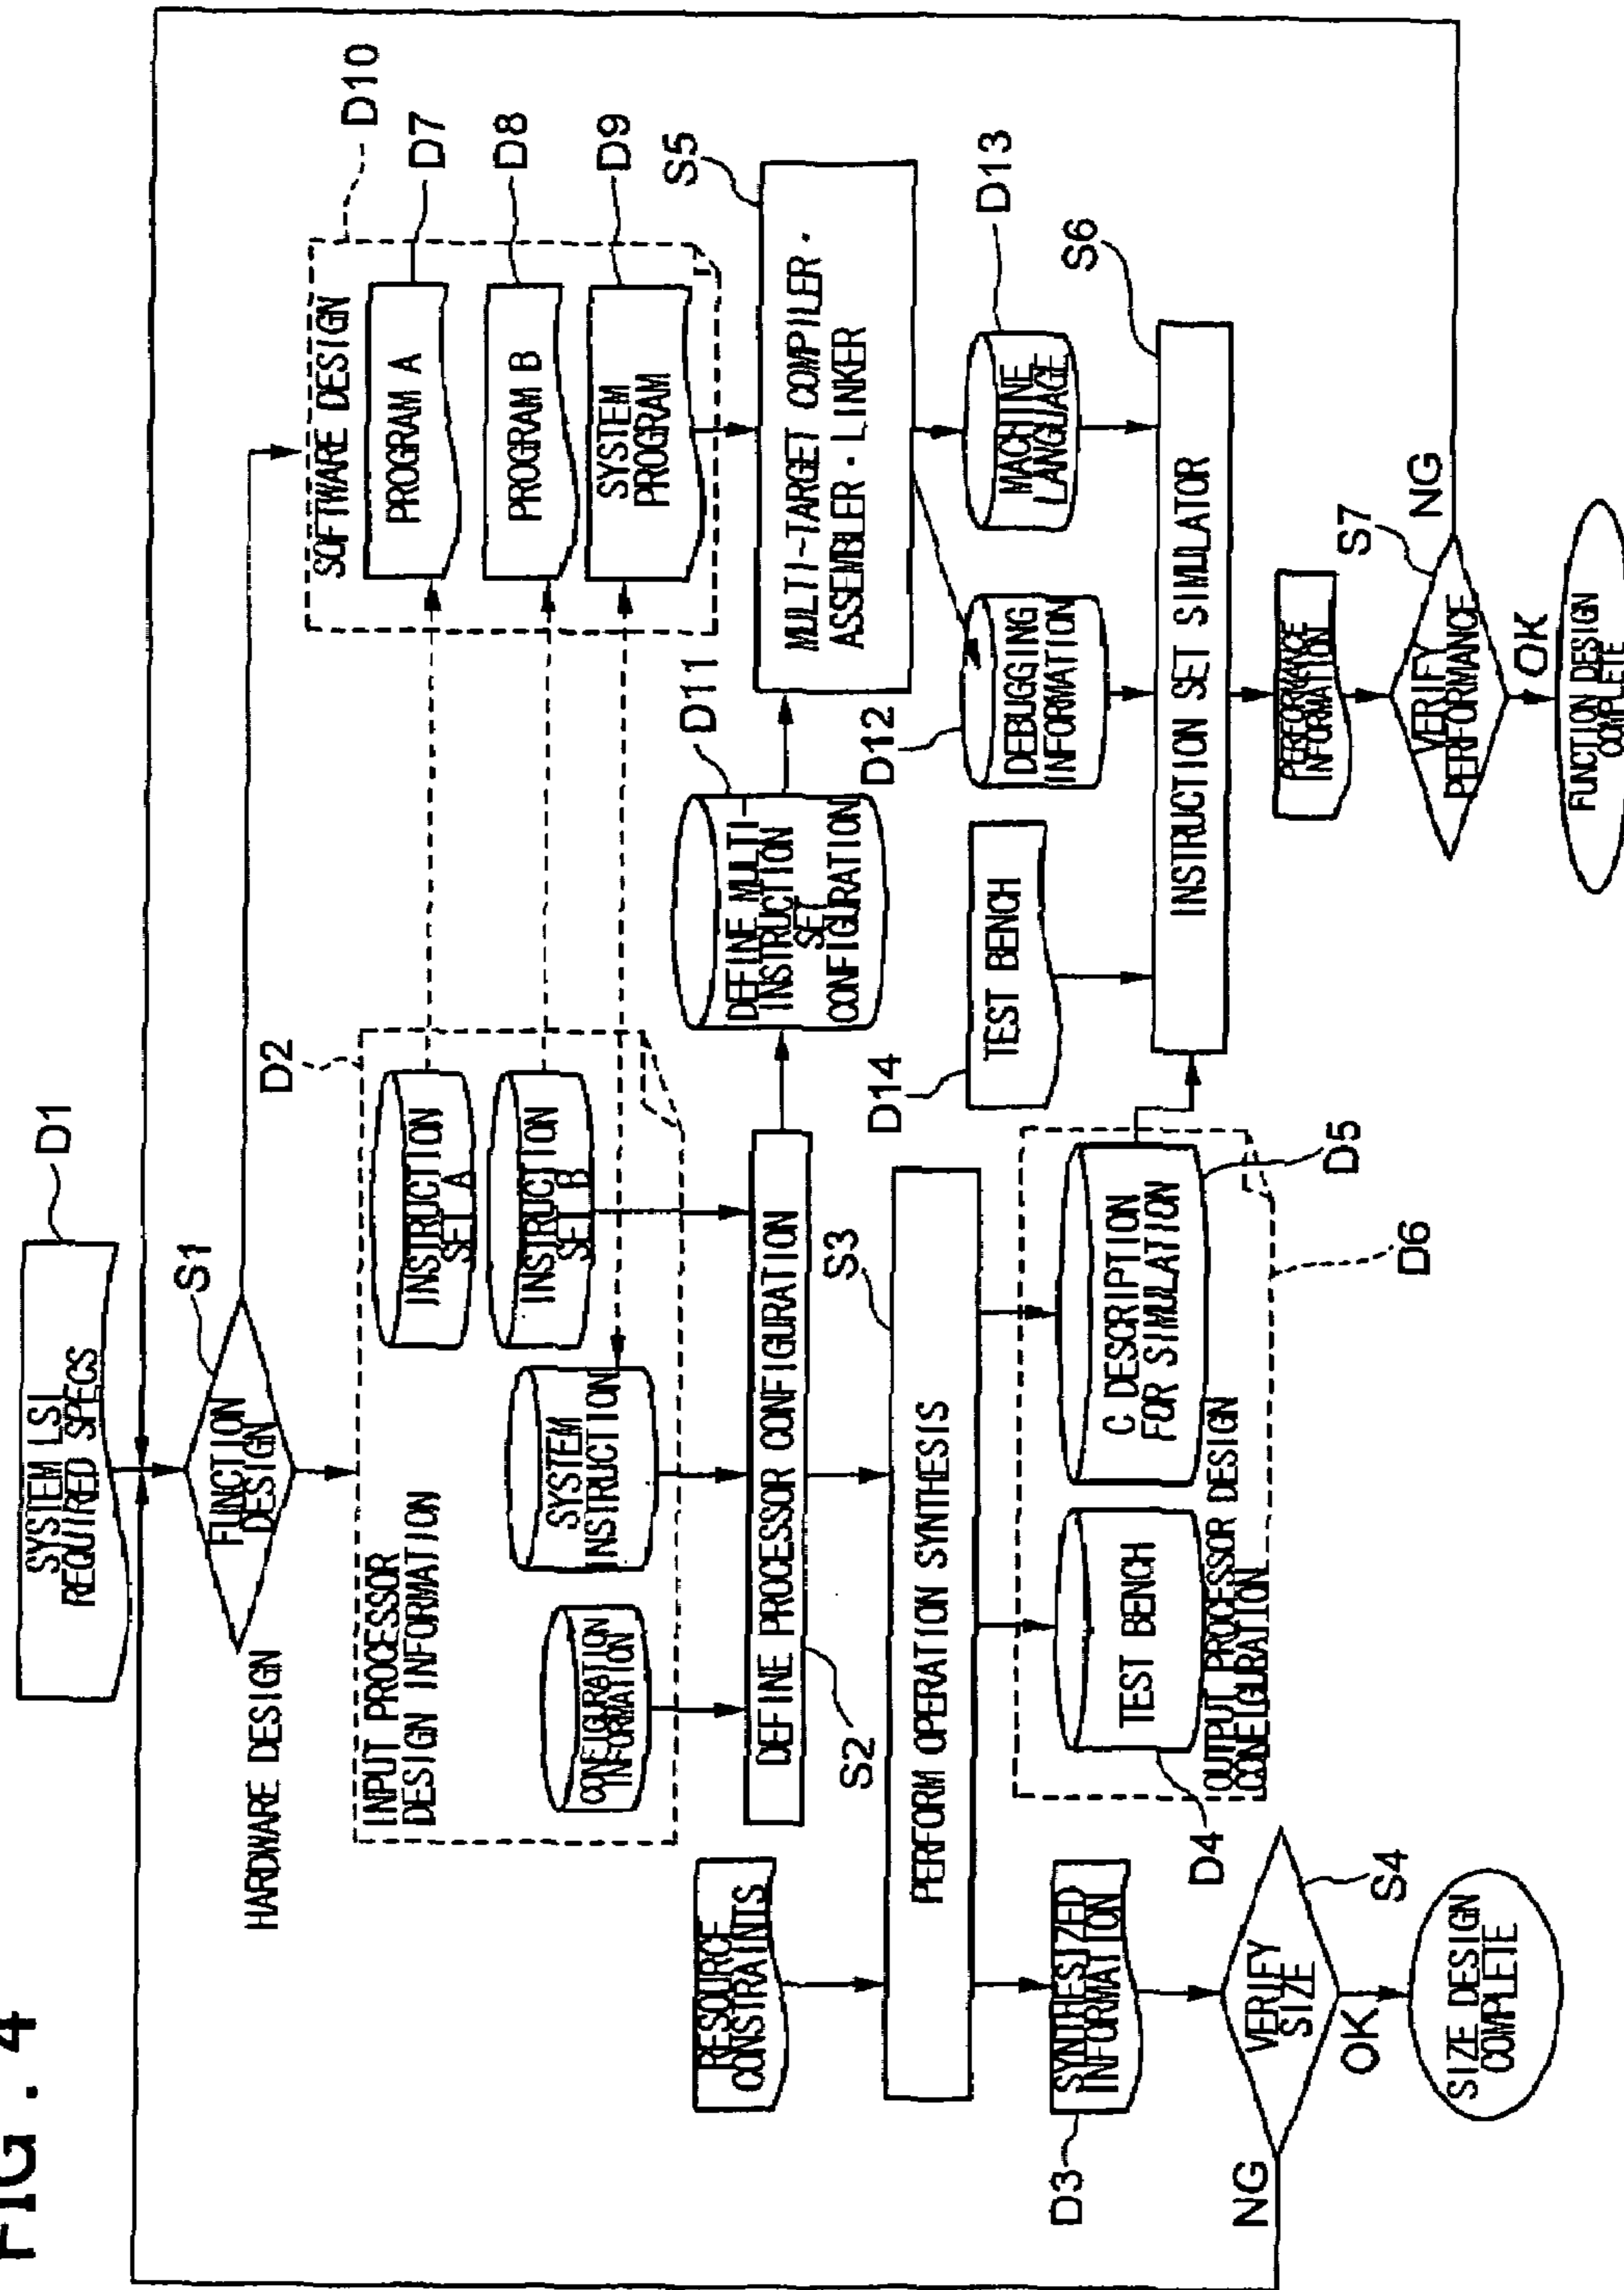 FIG. 4
SYSTEM LSI
REQUIRED SPECS
D1
FUNCTION
DESIGN
S1
HARDWARE DESIGN
INPUT PROCESSOR
DESIGN INFORMATION
D2
INSTRUCTION
SET A
INSTRUCTION
SET B
SYSTEM
INSTRUCTION
CONFIGURATION
INFORMATION
SOFTWARE DESIGN
D10
PROGRAM A
D7
PROGRAM B
D8
SYSTEM
PROGRAM
D9
RESOURCE
CONSTRAINTS
DEFINE PROCESSOR CONFIGURATION
S2
D11
DEFINE MULTI-
INSTRUCTION
SET
CONFIGURATION
MULTI-TARGET COMPILER ·
ASSEMBLER · LINKER
S5
PERFORM OPERATION SYNTHESIS
S3
D14
TEST BENCH
D12
DEBUGGING
INFORMATION
MACHINE
LANGUAGE
D13
D3
SYNTHESIZED
INFORMATION
D4
TEST BENCH
C DESCRIPTION
FOR SIMULATION
D5
OUTPUT PROCESSOR DESIGN
CONFIGURATION
D6
INSTRUCTION SET SIMULATOR
S6
PERFORMANCE
INFORMATION
NG
VERIFY
SIZE
S4
OK
SIZE DESIGN
COMPLETE
VERIFY
PERFORMANCE
S7
NG
OK
FUNCTION DESIGN
COMPLETE